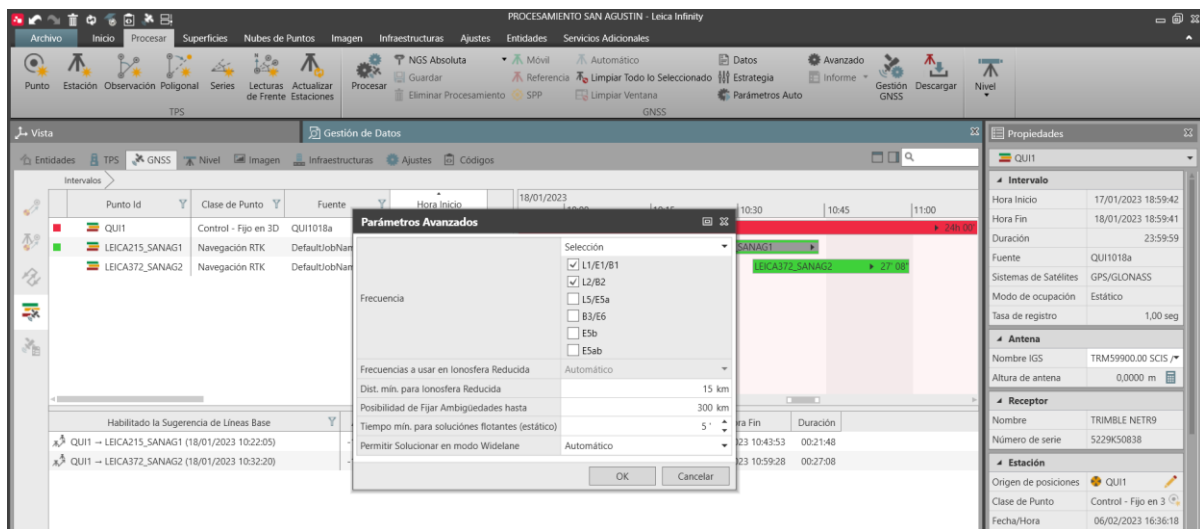 PROCESAMIENTO SAN AGUSTIN - Leica Infinity
Archivo Inicio Procesar Superficies Nubes de Puntos Imagen Infraestructuras Ajustes Entidades Servicios Adicionales
Punto Estación Observación Poligonal Series Lecturas de Frente Actualizar Estaciones
TPS
Procesar
NGS Absoluta
Guardar
Eliminar Procesamiento
Móvil
Referencia
SPP
Automático
Limpiar Todo lo Seleccionado
Limpiar Ventana
Datos
Estrategia
Parámetros Auto
Avanzado
Informe
Gestión GNSS
Descargar
GNSS
Nivel
Vista
Gestión de Datos
Entidades TPS GNSS Nivel Imagen Infraestructuras Ajustes Códigos
Intervalos
Punto Id Clase de Punto Fuente Hora Inicio
18/01/2023
10:30 10:45 11:00
QUI1 Control - Fijo en 3D QUI1018a 24h 00'
LEICA215_SANAG1 Navegación RTK DefaultJobNam
SANAG1
LEICA372_SANAG2 Navegación RTK DefaultJobNam
LEICA372_SANAG2 27' 08"
Parámetros Avanzados
Frecuencia
Selección
L1/E1/B1
L2/B2
L5/E5a
B3/E6
E5b
E5ab
Frecuencias a usar en Ionosfera Reducida Automático
Dist. mín. para Ionosfera Reducida 15 km
Posibilidad de Fijar Ambigüedades hasta 300 km
Tiempo mín. para soluciónes flotantes (estático) 5 '
Permitir Solucionar en modo Widelane Automático
OK Cancelar
Habilitado la Sugerencia de Líneas Base
ra Fin Duración
QUI1 → LEICA215_SANAG1 (18/01/2023 10:22:05)
23 10:43:53 00:21:48
QUI1 → LEICA372_SANAG2 (18/01/2023 10:32:20)
23 10:59:28 00:27:08
Propiedades
QUI1
Intervalo
Hora Inicio 17/01/2023 18:59:42
Hora Fin 18/01/2023 18:59:41
Duración 23:59:59
Fuente QUI1018a
Sistemas de Satélites GPS/GLONASS
Modo de ocupación Estático
Tasa de registro 1,00 seg
Antena
Nombre IGS TRM59900.00 SCIS /
Altura de antena 0,0000 m
Receptor
Nombre TRIMBLE NETR9
Número de serie 5229K50838
Estación
Origen de posiciones QUI1
Clase de Punto Control - Fijo en 3
Fecha/Hora 06/02/2023 16:36:18